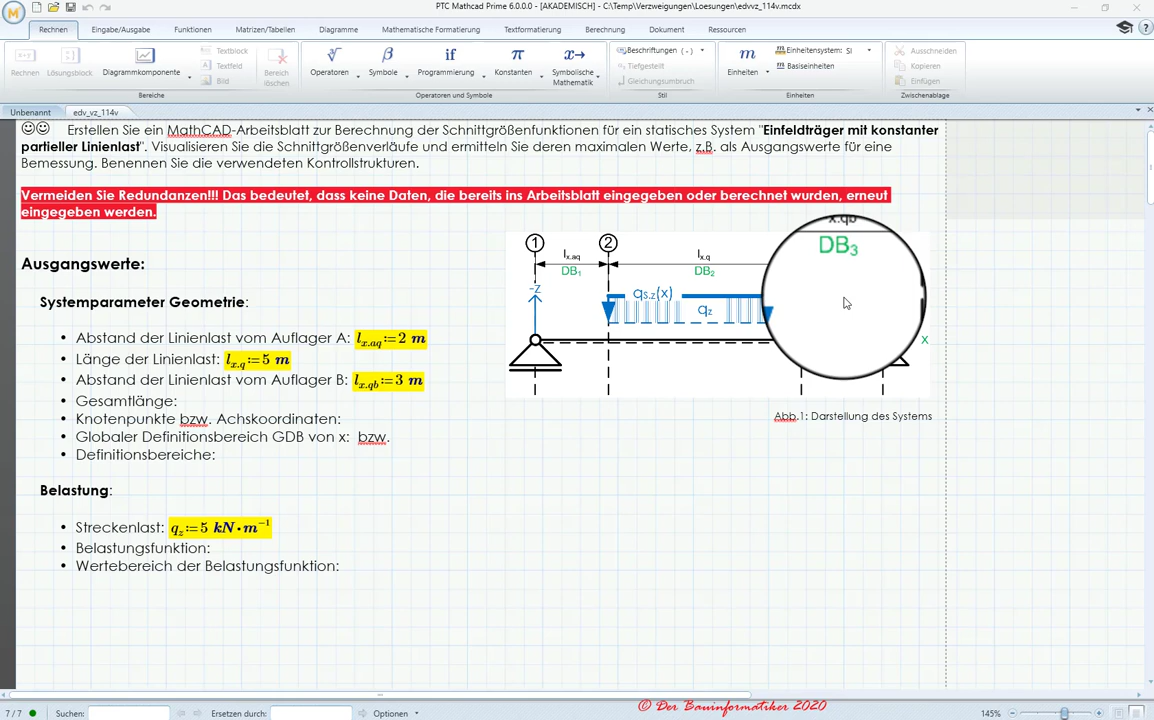 PTC Mathcad Prime 6.0.0.0 - [AKADEMISCH] - C:\Temp\Verzweigungen\Loesungen\edvvz_114v.mcdx
Rechnen Eingabe/Ausgabe Funktionen Matrizen/Tabellen Diagramme Mathematische Formatierung Textformatierung Berechnung Dokument Ressourcen
Rechnen Lösungsblock Diagrammkomponente Textblock Textfeld Bild Bereich löschen
Operatoren Symbole Programmierung Konstanten Symbolische Mathematik
Beschriftungen ( - ) Tiefgestellt Gleichungsumbruch
Einheiten Einheitensystem: SI Basiseinheiten
Ausschneiden Kopieren Einfügen
Bereiche Operatoren und Symbole Stil Einheiten Zwischenablage
Unbenannt edv_vz_114v
☺☺ Erstellen Sie ein MathCAD-Arbeitsblatt zur Berechnung der Schnittgrößenfunktionen für ein statisches System "Einfeldträger mit konstanter
partieller Linienlast". Visualisieren Sie die Schnittgrößenverläufe und ermitteln Sie deren maximalen Werte, z.B. als Ausgangswerte für eine
Bemessung. Benennen Sie die verwendeten Kontrollstrukturen.
Vermeiden Sie Redundanzen!!! Das bedeutet, dass keine Daten, die bereits ins Arbeitsblatt eingegeben oder berechnet wurden, erneut
eingegeben werden.
1 2
l_x.aq l_x.q x.qb
DB₁ DB₂ DB₃
-z q_s.z(x) q_z
x
Abb.1: Darstellung des Systems
Ausgangswerte:
Systemparameter Geometrie:
• Abstand der Linienlast vom Auflager A: l_x.aq:=2 m
• Länge der Linienlast: l_x.q:=5 m
• Abstand der Linienlast vom Auflager B: l_x.qb:=3 m
• Gesamtlänge:
• Knotenpunkte bzw. Achskoordinaten:
• Globaler Definitionsbereich GDB von x: bzw.
• Definitionsbereiche:
Belastung:
• Streckenlast: q_z:=5 kN·m⁻¹
• Belastungsfunktion:
• Wertebereich der Belastungsfunktion:
7 / 7 Suchen: Ersetzen durch: Optionen 145%
© Der Bauinformatiker 2020